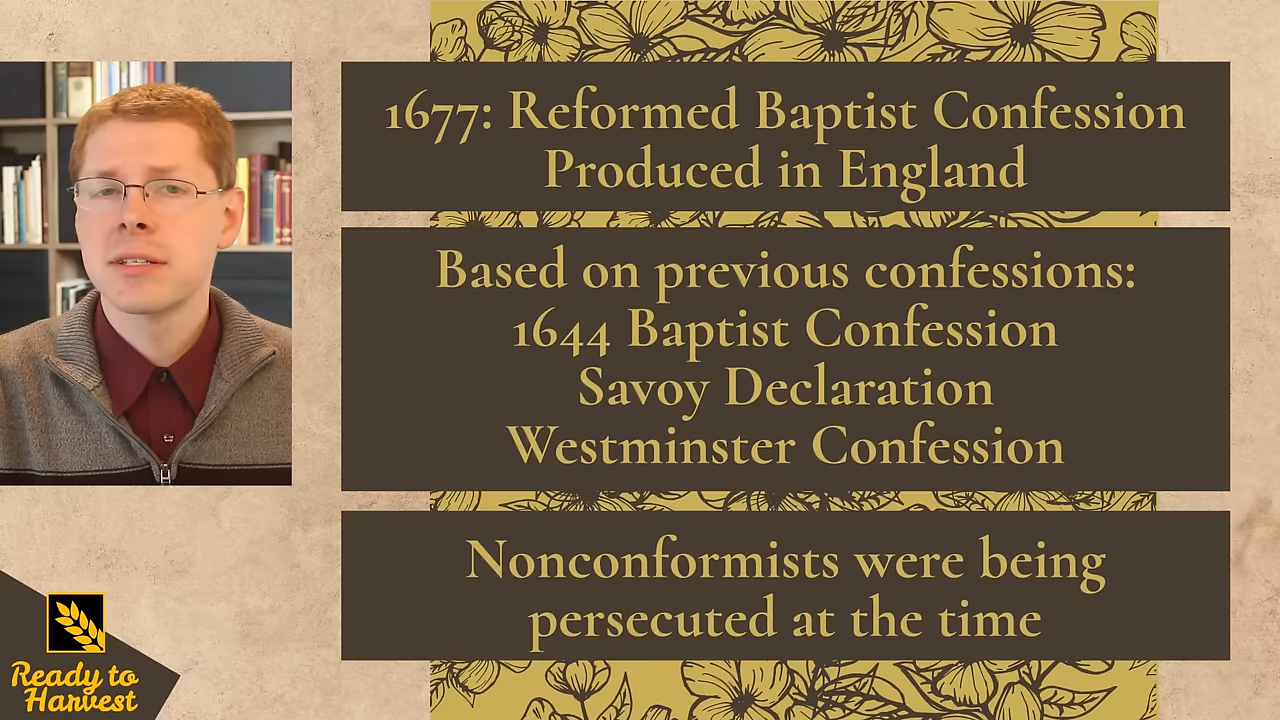 1677: Reformed Baptist Confession
Produced in England
Based on previous confessions:
1644 Baptist Confession
Savoy Declaration
Westminster Confession
Nonconformists were being
persecuted at the time
Ready to
Harvest